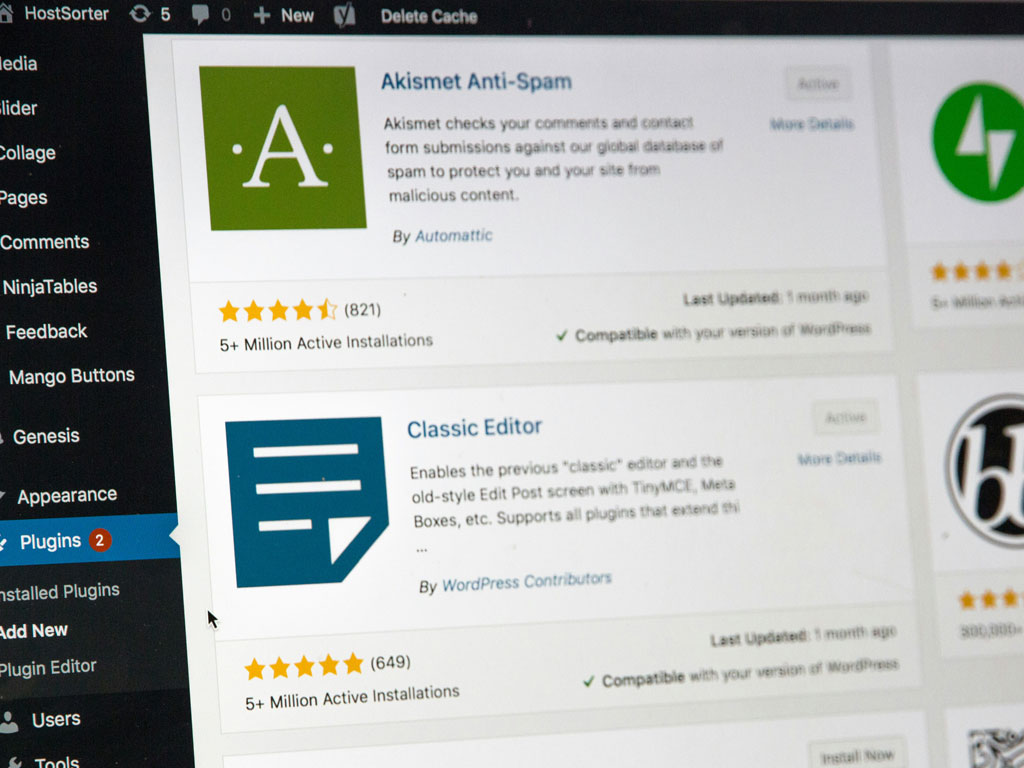 HostSorter 5 0 New Delete Cache
edia
lider
Collage
Pages
Comments
NinjaTables
Feedback
Mango Buttons
Genesis
Appearance
Plugins 2
nstalled Plugins
Add New
Plugin Editor
Users
Tools
A
Akismet Anti-Spam
Active
More Details
Akismet checks your comments and contact
form submissions against our global database of
spam to protect you and your site from
malicious content.
By Automattic
(821)
5+ Million Active Installations
Last Updated: 1 month ago
Compatible with your version of WordPress
5+ Million
Classic Editor
Active
More Details
Enables the previous "classic" editor and the
old-style Edit Post screen with TinyMCE, Meta
Boxes, etc. Supports all plugins that extend thi
...
By WordPress Contributors
(649)
5+ Million Active Installations
Last Updated: 1 month ago
Compatible with your version of WordPress
Install Now